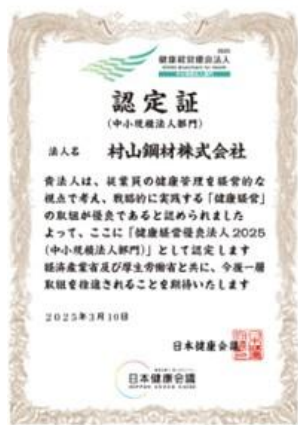 2025
健康経営優良法人
認定証
(中小規模法人部門)
法人名 村山鋼材株式会社
貴法人は、従業員の健康管理を経営的な
視点で考え、戦略的に実践する「健康経営」
の取組が優良であると認められました
よって、ここに「健康経営優良法人2025
(中小規模法人部門)」として認定します
経済産業省及び厚生労働省と共に、今後一層
取組を推進されることを期待いたします
2025年3月10日
日本健康会議
日本健康会議